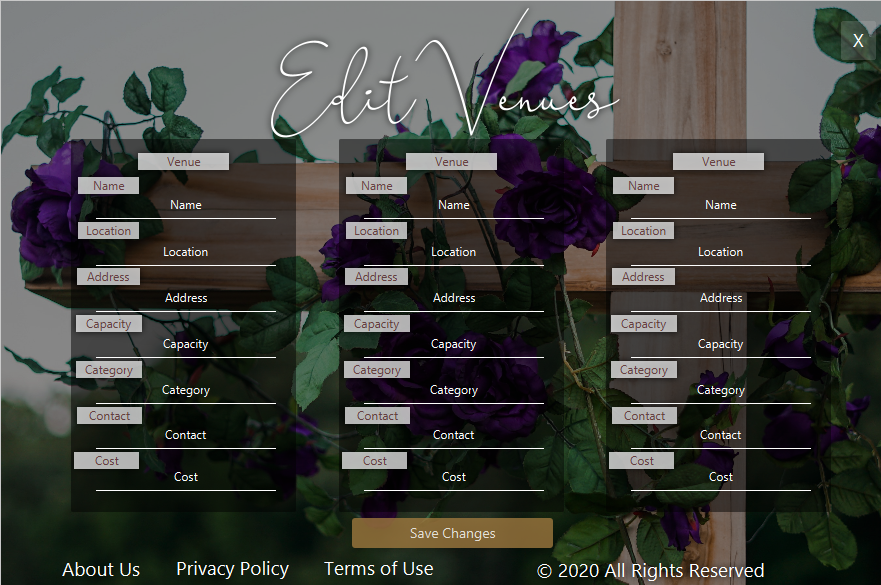 Edit Venues
X
Venue
Name
Name
Location
Location
Address
Address
Capacity
Capacity
Category
Category
Contact
Contact
Cost
Cost
Venue
Name
Name
Location
Location
Address
Address
Capacity
Capacity
Category
Category
Contact
Contact
Cost
Cost
Venue
Name
Name
Location
Location
Address
Address
Capacity
Capacity
Category
Category
Contact
Contact
Cost
Cost
Save Changes
About Us Privacy Policy Terms of Use © 2020 All Rights Reserved